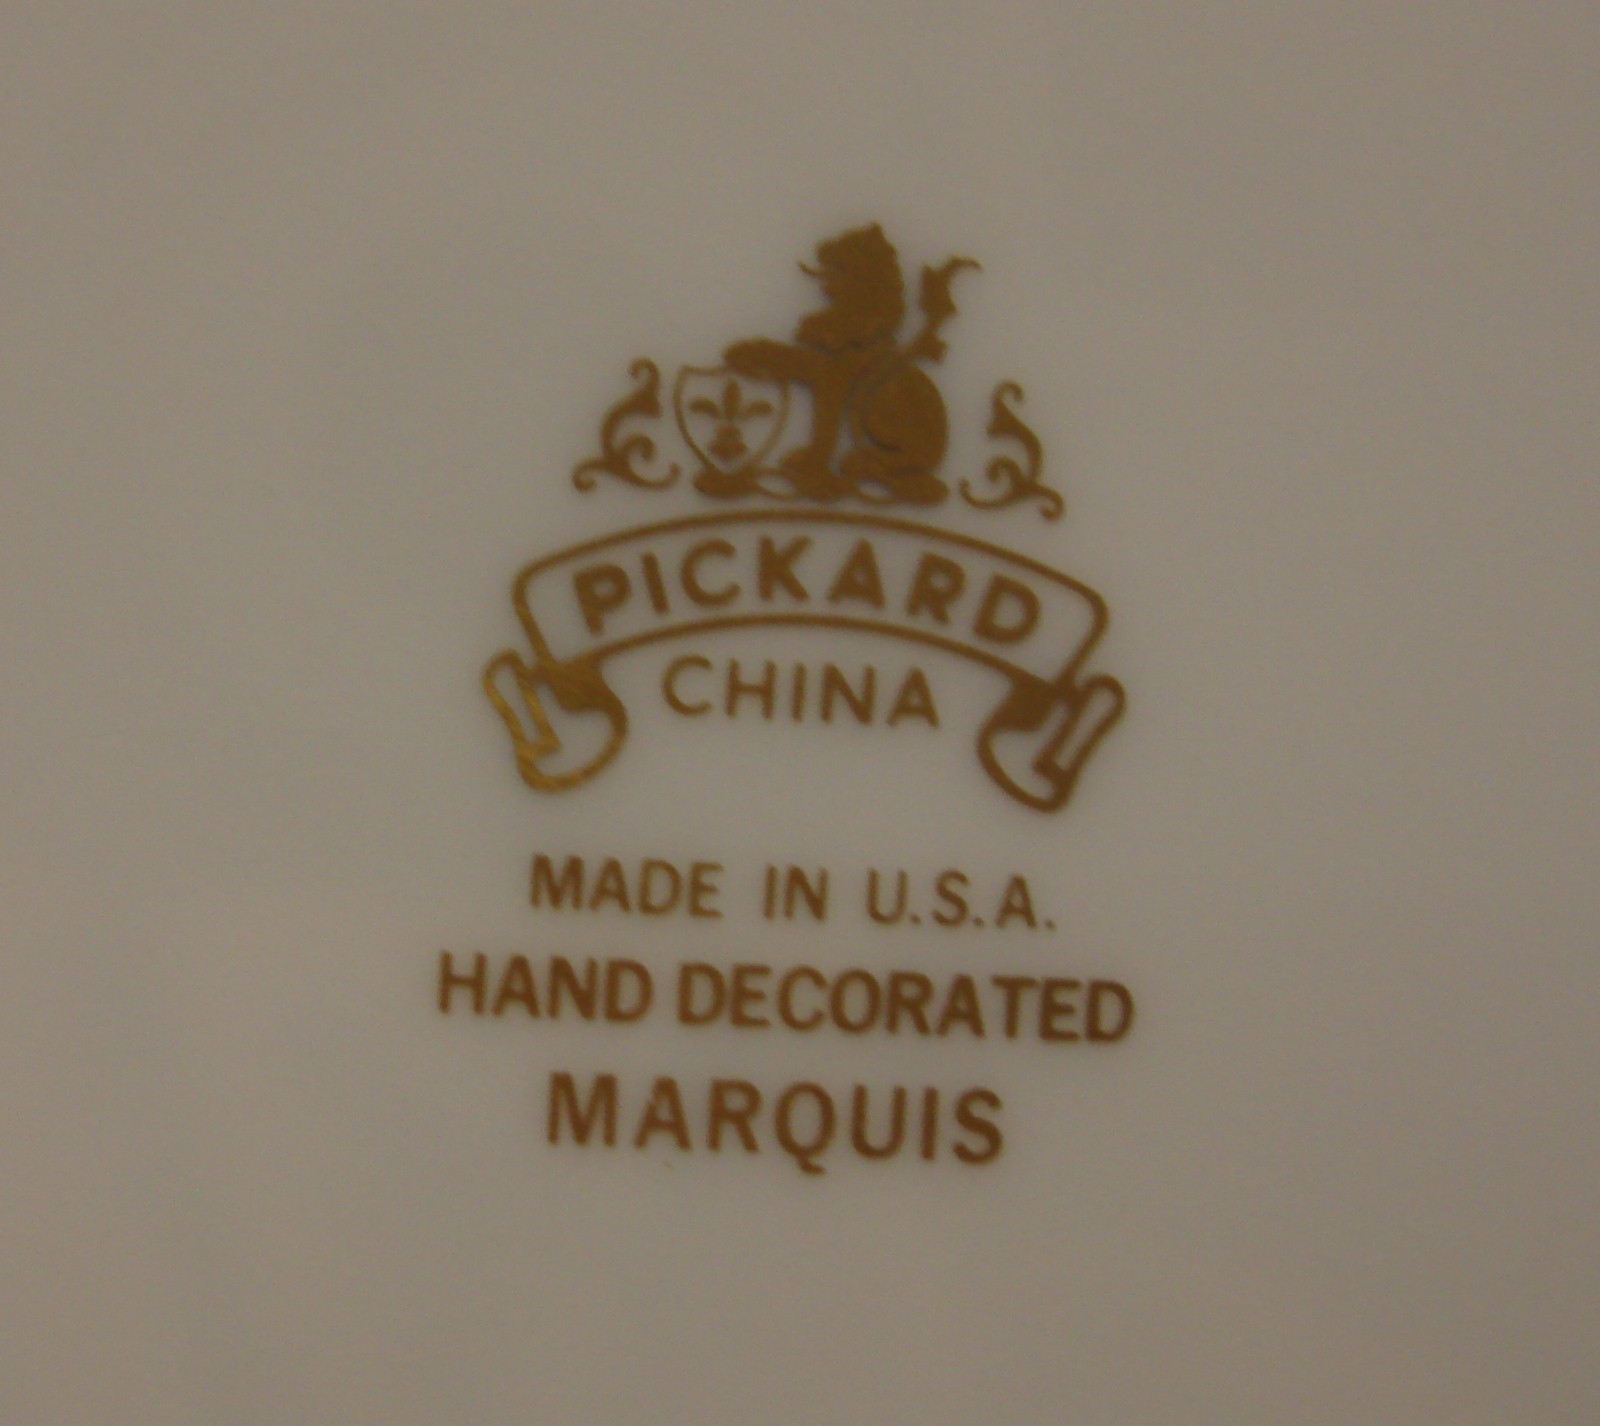 PICKARD
CHINA
MADE IN U.S.A.
HAND DECORATED
MARQUIS